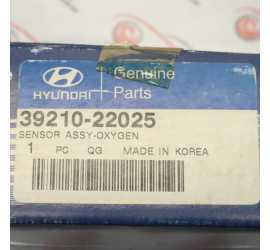 Genuine
HYUNDAI Parts
39210-22025
SENSOR ASSY-OXYGEN
1 PC QG MADE IN KOREA